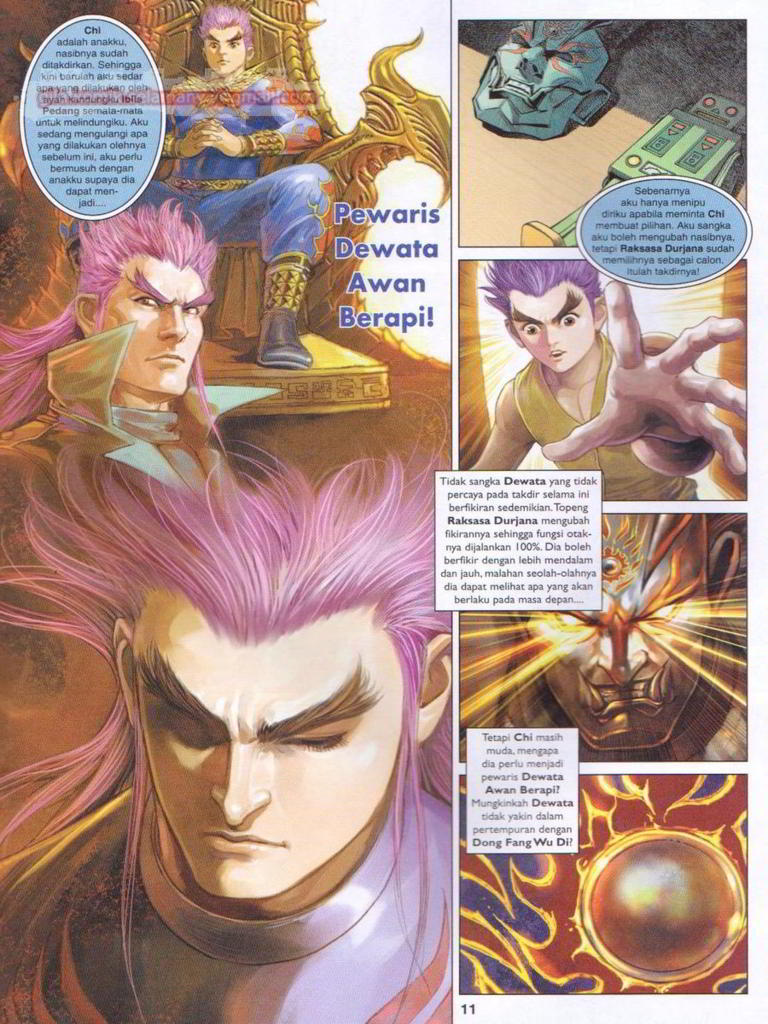 Chi
adalah anakku,
nasibnya sudah
ditakdirkan. Sehingga
kini barulah aku sedar
apa yang dilakukan oleh
ayah kandungku Iblis
Pedang semata-mata
untuk melindungiku. Aku
sedang mengulangi apa
yang dilakukan olehnya
sebelum ini, aku perlu
bermusuh dengan
anakku supaya dia
dapat men-
jadi....
Pewaris
Dewata
Awan
Berapi!
Sebenarnya
aku hanya menipu
diriku apabila meminta Chi
membuat pilihan. Aku sangka
aku boleh mengubah nasibnya,
tetapi Raksasa Durjana sudah
memilihnya sebagai calon.
Itulah takdirnya!
Tidak sangka Dewata yang tidak
percaya pada takdir selama ini
berfikiran sedemikian. Topeng
Raksasa Durjana mengubah
fikirannya sehingga fungsi otak-
nya dijalankan 100%. Dia boleh
berfikir dengan lebih mendalam
dan jauh, malahan seolah-olahnya
dia dapat melihat apa yang akan
berlaku pada masa depan....
Tetapi Chi masih
muda, mengapa
dia perlu menjadi
pewaris Dewata
Awan Berapi?
Mungkinkah Dewata
tidak yakin dalam
pertempuran dengan
Dong Fang Wu Di?
11